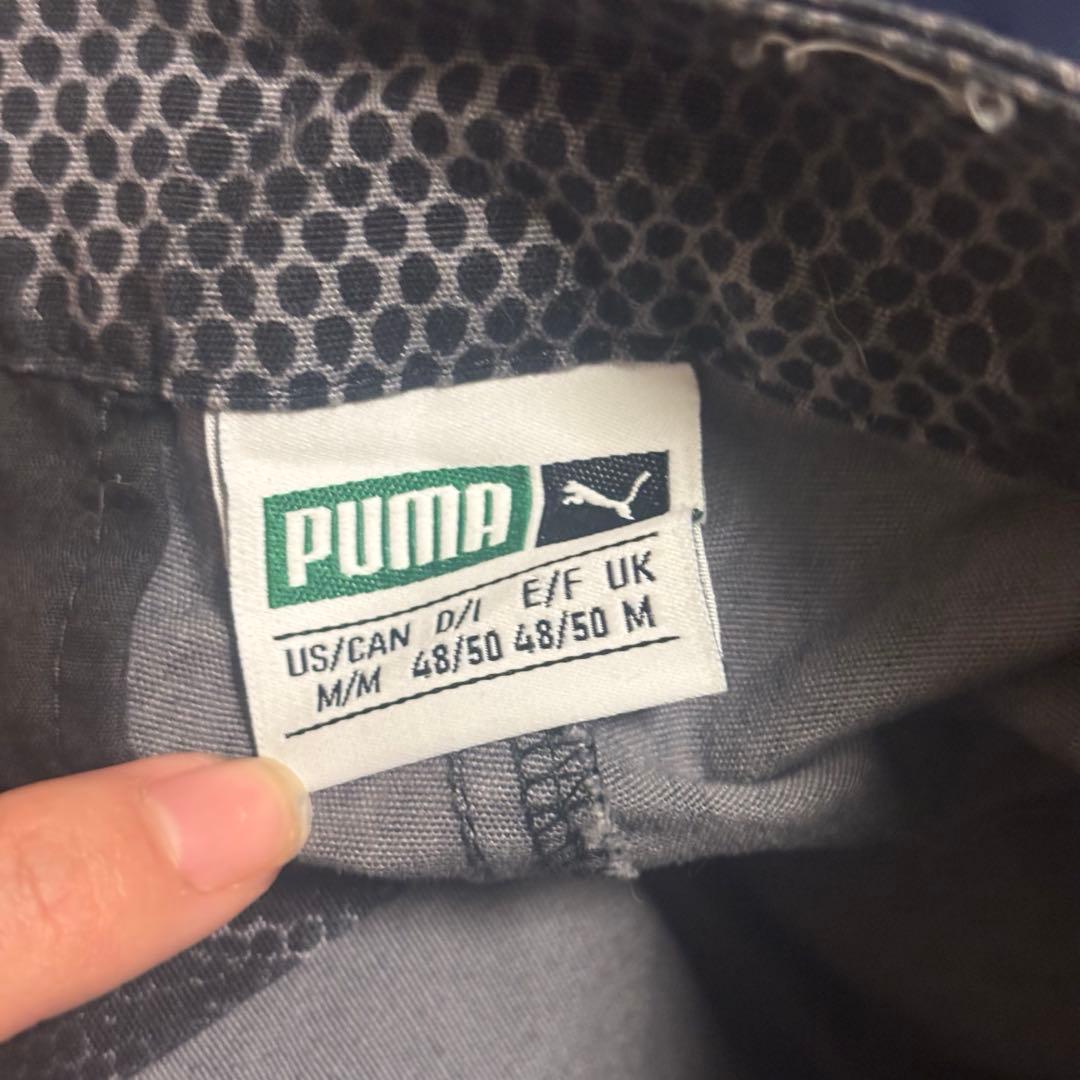 PUMA
US/CAN D/I E/F UK
M/M 48/50 48/50 M